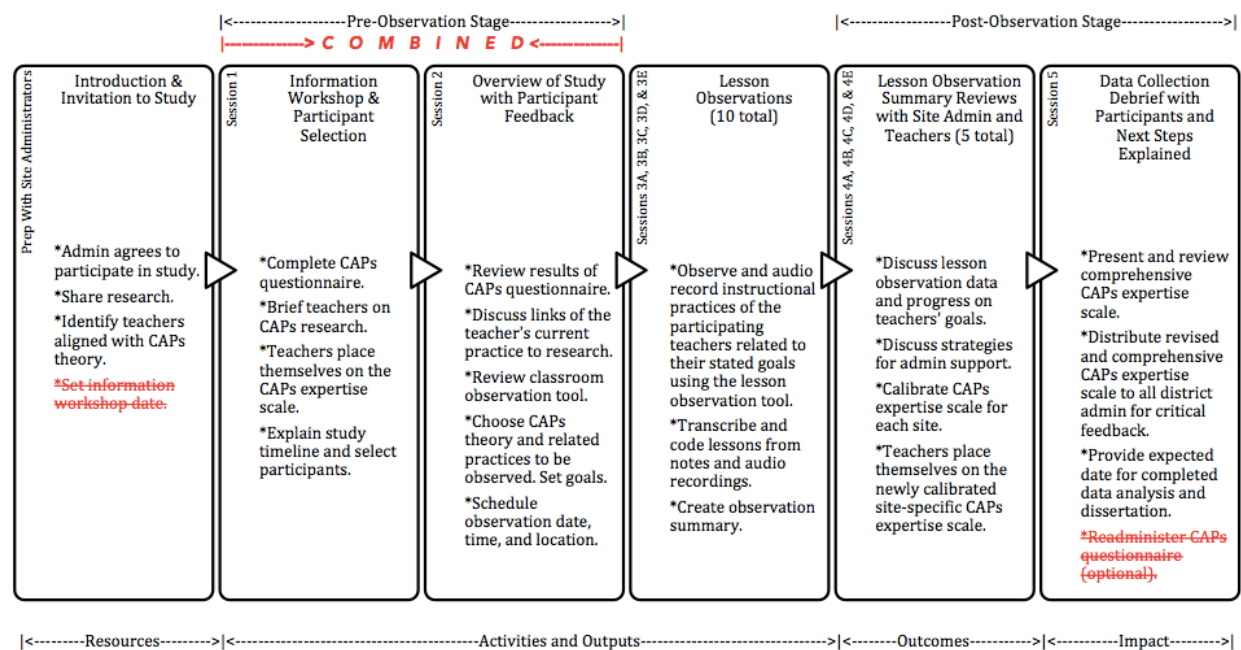 |<--------------------Pre-Observation Stage------------------>|
|<--------------------Post-Observation Stage-------------------->|
|--------------> C O M B I N E D <--------------|
Prep With Site Administrators
Introduction &
Invitation to Study
*Admin agrees to
participate in study.
*Share research.
*Identify teachers
aligned with CAPs
theory.
*Set information
workshop date.
Session 1
Information
Workshop &
Participant
Selection
*Complete CAPs
questionnaire.
*Brief teachers on
CAPs research.
*Teachers place
themselves on the
CAPs expertise
scale.
*Explain study
timeline and select
participants.
Session 2
Overview of Study
with Participant
Feedback
*Review results of
CAPs questionnaire.
*Discuss links of the
teacher's current
practice to research.
*Review classroom
observation tool.
*Choose CAPs
theory and related
practices to be
observed. Set goals.
*Schedule
observation date,
time, and location.
Sessions 3A, 3B, 3C, 3D, & 3E
Lesson
Observations
(10 total)
*Observe and audio
record instructional
practices of the
participating
teachers related to
their stated goals
using the lesson
observation tool.
*Transcribe and
code lessons from
notes and audio
recordings.
*Create observation
summary.
Sessions 4A, 4B, 4C, 4D, & 4E
Lesson Observation
Summary Reviews
with Site Admin and
Teachers (5 total)
*Discuss lesson
observation data
and progress on
teachers' goals.
*Discuss strategies
for admin support.
*Calibrate CAPs
expertise scale for
each site.
*Teachers place
themselves on the
newly calibrated
site-specific CAPs
expertise scale.
Session 5
Data Collection
Debrief with
Participants and
Next Steps
Explained
*Present and review
comprehensive
CAPs expertise
scale.
*Distribute revised
and comprehensive
CAPs expertise
scale to all district
admin for critical
feedback.
*Provide expected
date for completed
data analysis and
dissertation.
*Readminister CAPs
questionnaire
(optional).
|<---------Resources--------->|<-------------------------------------------Activities and Outputs----------------------------------->|<---------Outcomes----------->|<-----------Impact---------->|